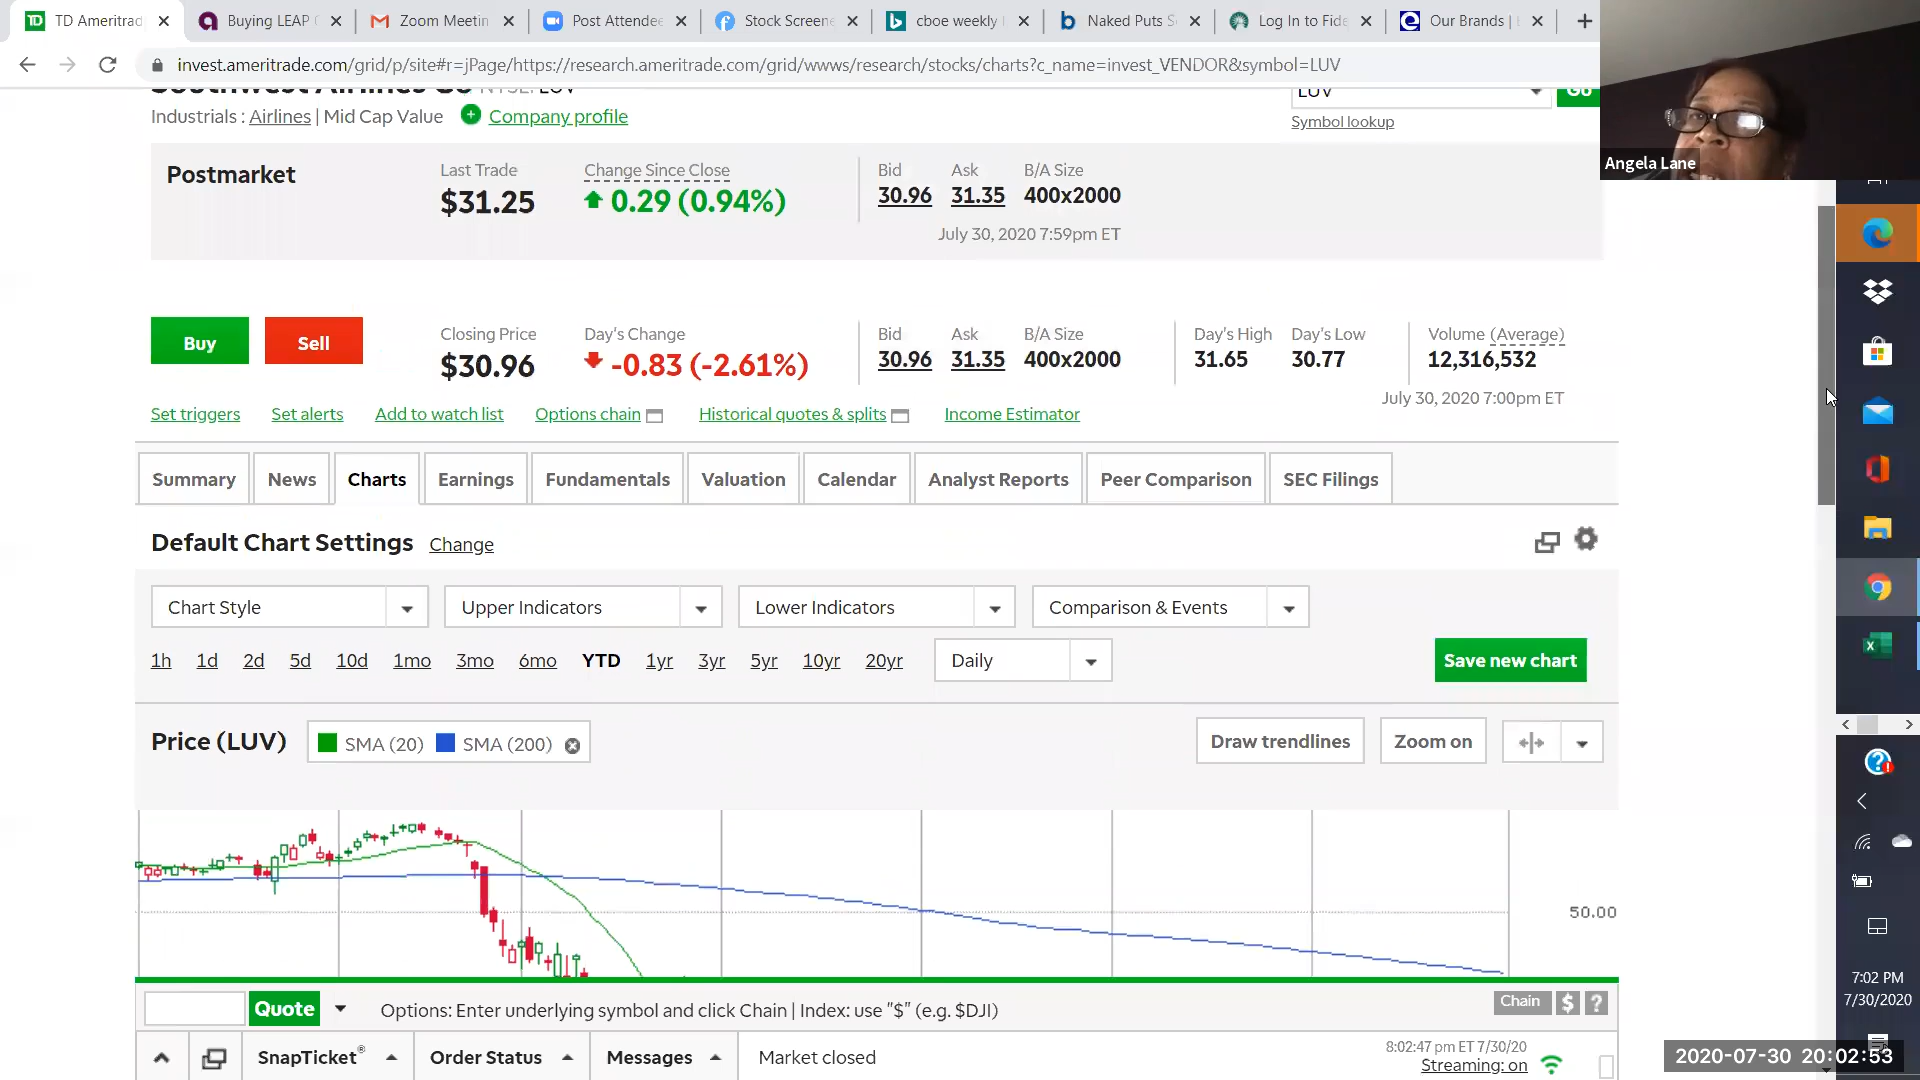 TD Ameritrad
Buying LEAP
Zoom Meetin
Post Attendee
Stock Screene
cboe weekly
Naked Puts S
Log In to Fide
Our Brands |
invest.ameritrade.com/grid/p/site#r=jPage/https://research.ameritrade.com/grid/wwws/research/stocks/charts?c_name=invest_VENDOR&symbol=LUV
Southwest Airlines Co NYSE: LUV
LUV
GO
Industrials : Airlines | Mid Cap Value
Company profile
Symbol lookup
Angela Lane
Postmarket
Last Trade
Change Since Close
Bid
Ask
B/A Size
$31.25
0.29 (0.94%)
30.96
31.35
400x2000
July 30, 2020 7:59pm ET
Buy
Sell
Closing Price
Day's Change
Bid
Ask
B/A Size
Day's High
Day's Low
Volume (Average)
$30.96
-0.83 (-2.61%)
30.96
31.35
400x2000
31.65
30.77
12,316,532
July 30, 2020 7:00pm ET
Set triggers
Set alerts
Add to watch list
Options chain
Historical quotes & splits
Income Estimator
Summary
News
Charts
Earnings
Fundamentals
Valuation
Calendar
Analyst Reports
Peer Comparison
SEC Filings
Default Chart Settings
Change
Chart Style
Upper Indicators
Lower Indicators
Comparison & Events
1h
1d
2d
5d
10d
1mo
3mo
6mo
YTD
1yr
3yr
5yr
10yr
20yr
Daily
Save new chart
Price (LUV)
SMA (20)
SMA (200)
Draw trendlines
Zoom on
50.00
Quote
Options: Enter underlying symbol and click Chain | Index: use "$" (e.g. $DJI)
Chain
$
?
SnapTicket®
Order Status
Messages
Market closed
8:02:47 pm ET 7/30/20
Streaming: on
7:02 PM
7/30/2020
2020-07-30 20:02:53